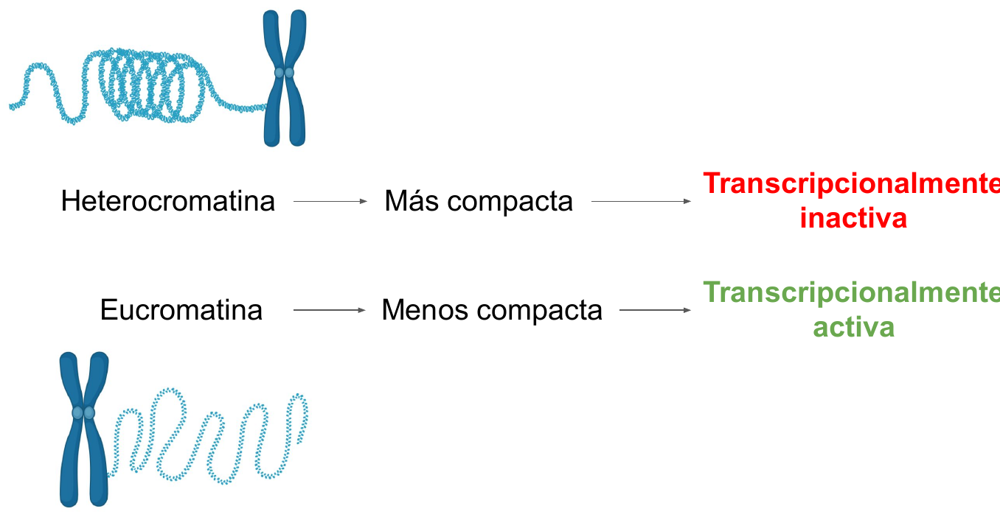 Heterocromatina
Más compacta
Transcripcionalmente
inactiva
Eucromatina
Menos compacta
Transcripcionalmente
activa